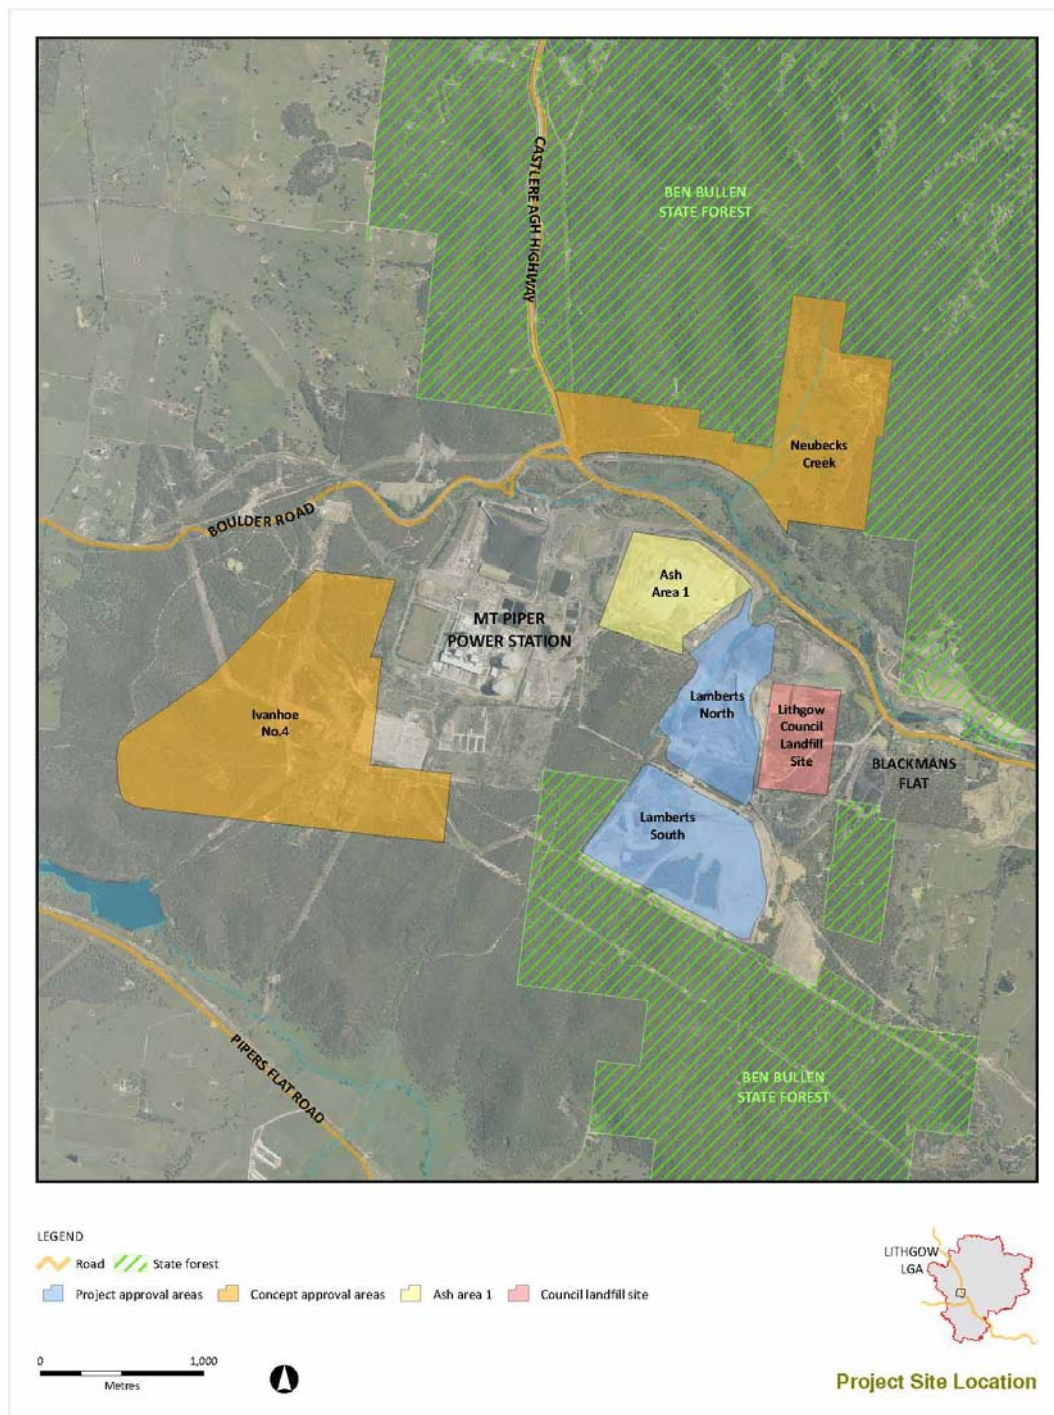 CASTLEREAGH HIGHWAY
BEN BULLEN
STATE FOREST
Neubecks
Creek
BOULDER ROAD
Ash
Area 1
MT PIPER
POWER STATION
Lamberts
North
Ivanhoe
No.4
Lithgow
Council
Landfill
Site
BLACKMANS
FLAT
Lamberts
South
PIPERS FLAT ROAD
BEN BULLEN
STATE FOREST
LEGEND
Road
State forest
Project approval areas
Concept approval areas
Ash area 1
Council landfill site
LITHGOW
LGA
0
1,000
Metres
Project Site Location